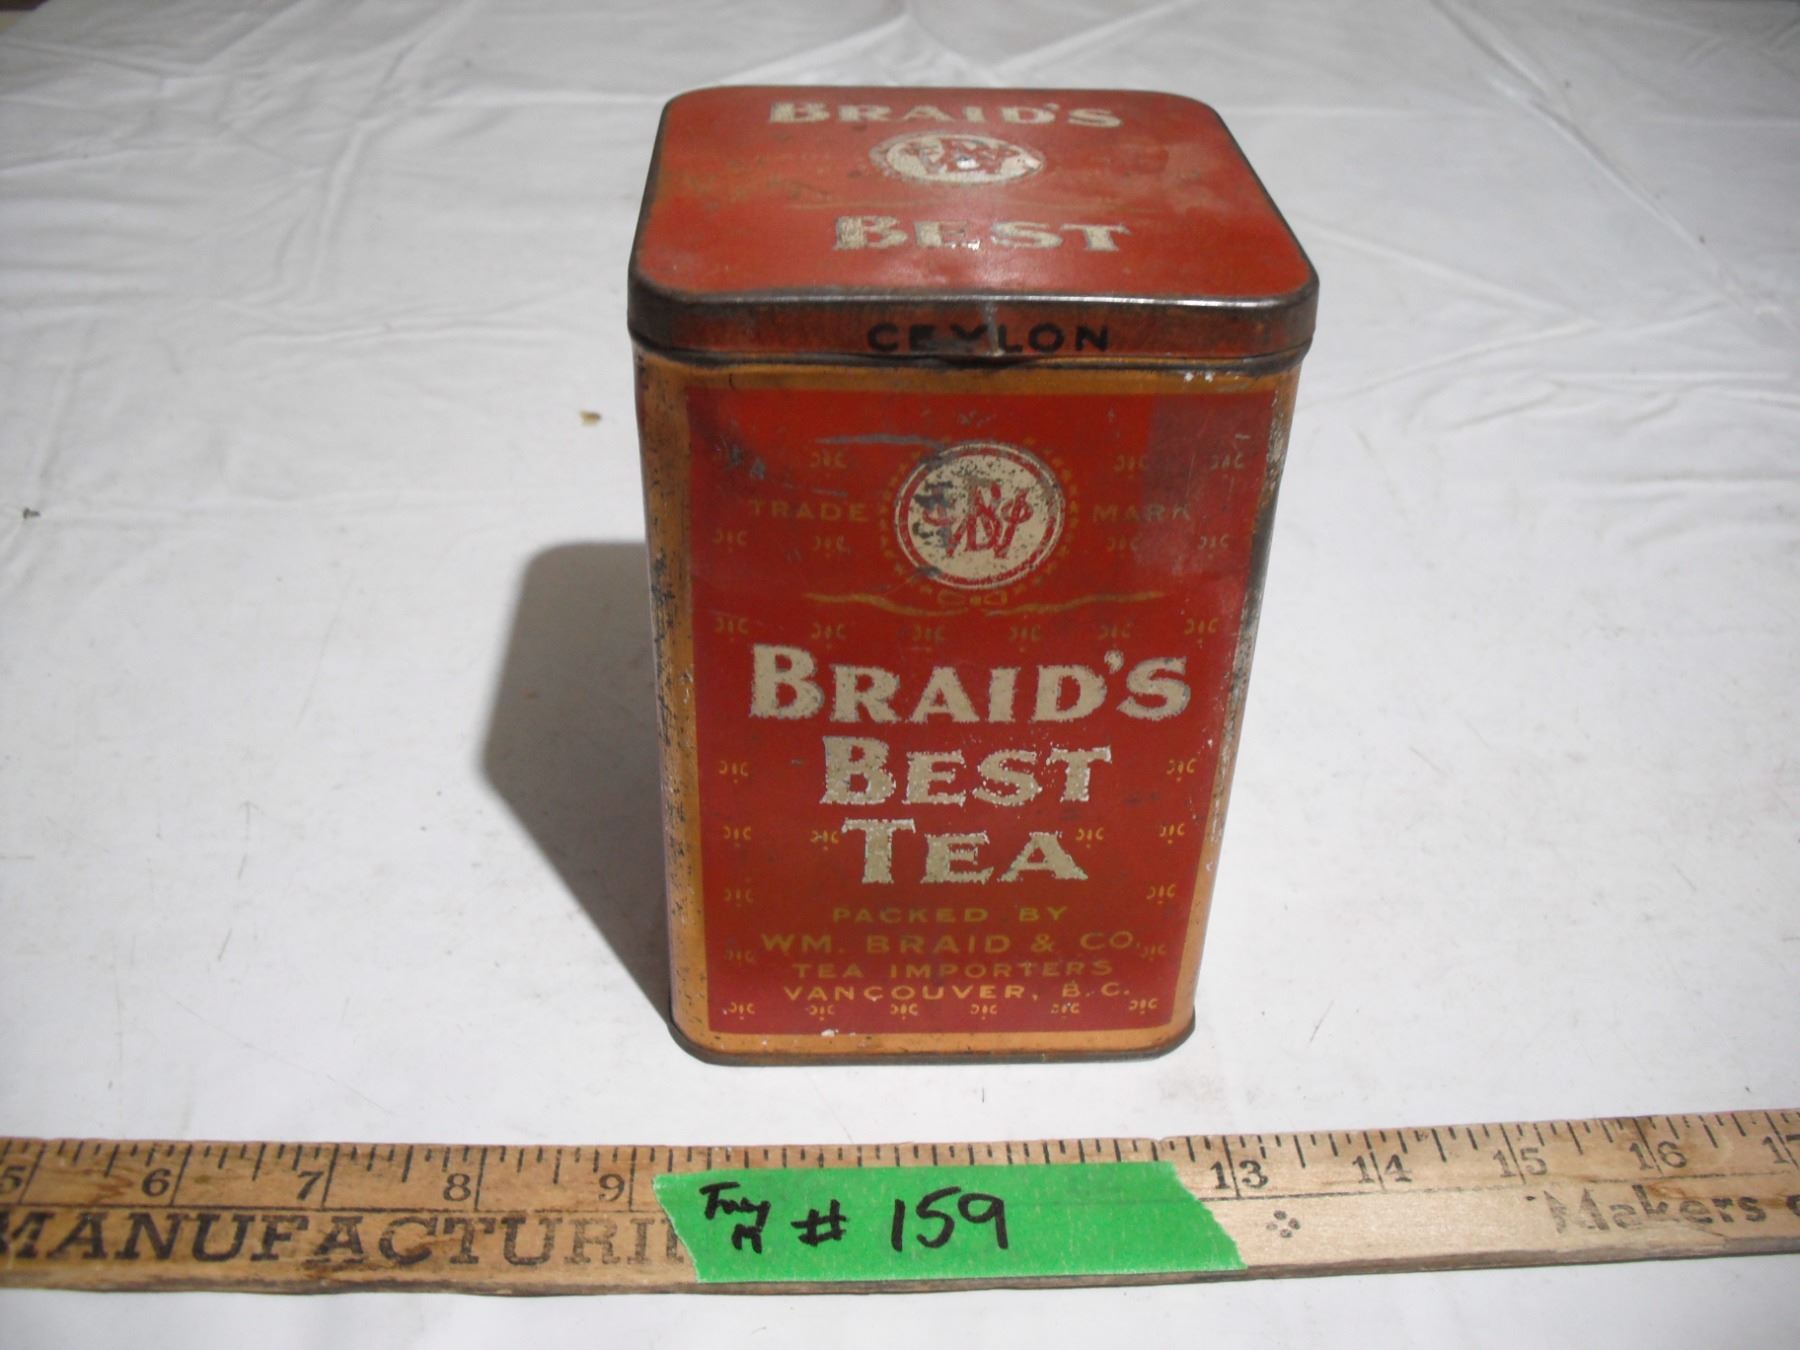 BRAID'S
BEST
CEYLON
TRADE MARK
BRAID'S
BEST
TEA
PACKED BY
WM. BRAID & CO.
TEA IMPORTERS
VANCOUVER, B.C.
5 6 7 8 9 13 14 15 16 17
MANUFACTURI
# 159
Makers